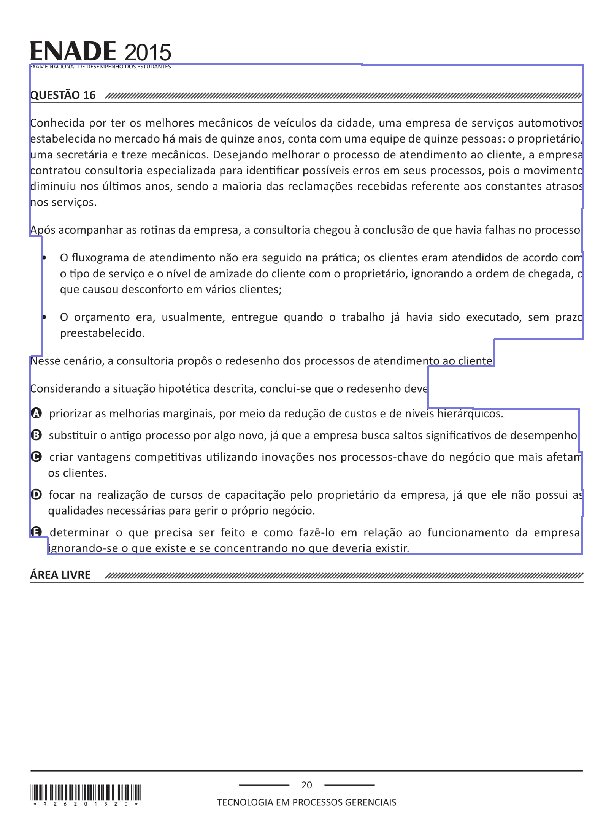 ENADE 2015
EXAME NACIONAL DE DESEMPENHO DOS ESTUDANTES
QUESTÃO 16
Conhecida por ter os melhores mecânicos de veículos da cidade, uma empresa de serviços automotivos
estabelecida no mercado há mais de quinze anos, conta com uma equipe de quinze pessoas: o proprietário,
uma secretária e treze mecânicos. Desejando melhorar o processo de atendimento ao cliente, a empresa
contratou consultoria especializada para identificar possíveis erros em seus processos, pois o movimento
diminuiu nos últimos anos, sendo a maioria das reclamações recebidas referente aos constantes atrasos
nos serviços.
Após acompanhar as rotinas da empresa, a consultoria chegou à conclusão de que havia falhas no processo
• O fluxograma de atendimento não era seguido na prática; os clientes eram atendidos de acordo com
o tipo de serviço e o nível de amizade do cliente com o proprietário, ignorando a ordem de chegada, o
que causou desconforto em vários clientes;
• O orçamento era, usualmente, entregue quando o trabalho já havia sido executado, sem prazo
preestabelecido.
Nesse cenário, a consultoria propôs o redesenho dos processos de atendimento ao cliente
Considerando a situação hipotética descrita, conclui-se que o redesenho deve
A priorizar as melhorias marginais, por meio da redução de custos e de níveis hierárquicos.
B substituir o antigo processo por algo novo, já que a empresa busca saltos significativos de desempenho
C criar vantagens competitivas utilizando inovações nos processos-chave do negócio que mais afetam
os clientes.
D focar na realização de cursos de capacitação pelo proprietário da empresa, já que ele não possui as
qualidades necessárias para gerir o próprio negócio.
E determinar o que precisa ser feito e como fazê-lo em relação ao funcionamento da empresa
ignorando-se o que existe e se concentrando no que deveria existir.
ÁREA LIVRE
20
TECNOLOGIA EM PROCESSOS GERENCIAIS